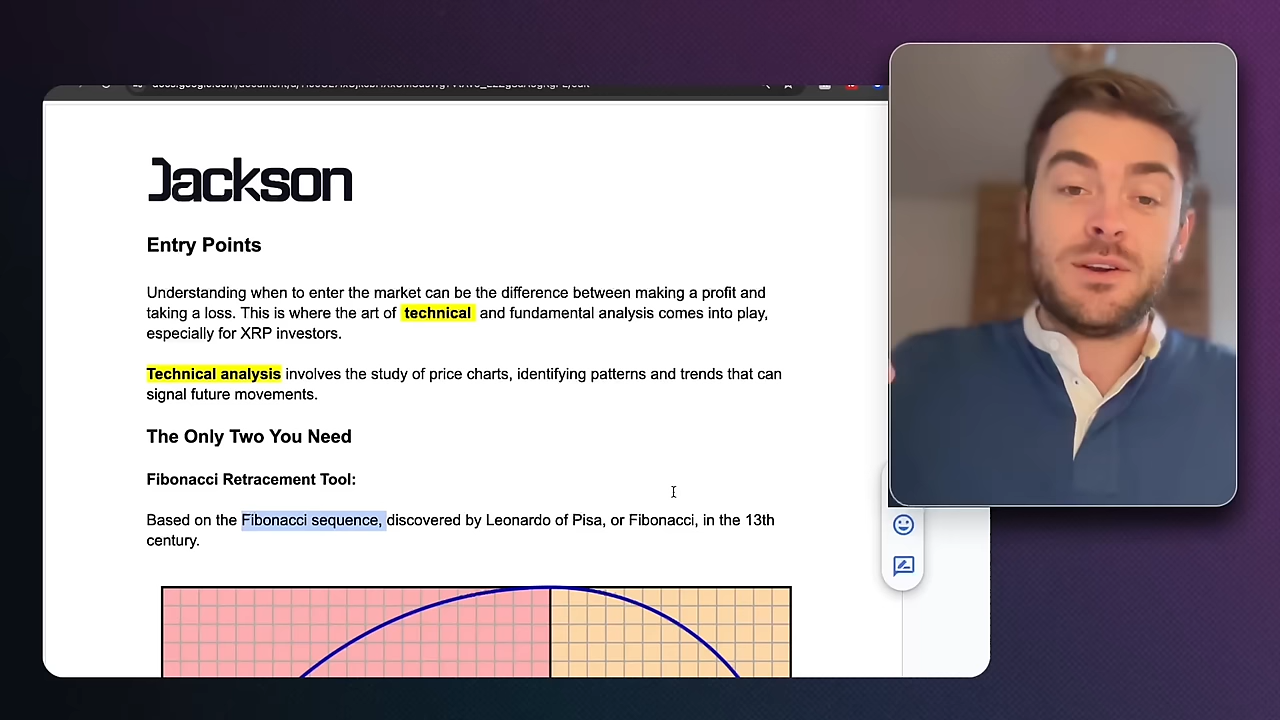 Jackson
Entry Points
Understanding when to enter the market can be the difference between making a profit and
taking a loss. This is where the art of technical and fundamental analysis comes into play,
especially for XRP investors.
Technical analysis involves the study of price charts, identifying patterns and trends that can
signal future movements.
The Only Two You Need
Fibonacci Retracement Tool:
Based on the Fibonacci sequence, discovered by Leonardo of Pisa, or Fibonacci, in the 13th
century.